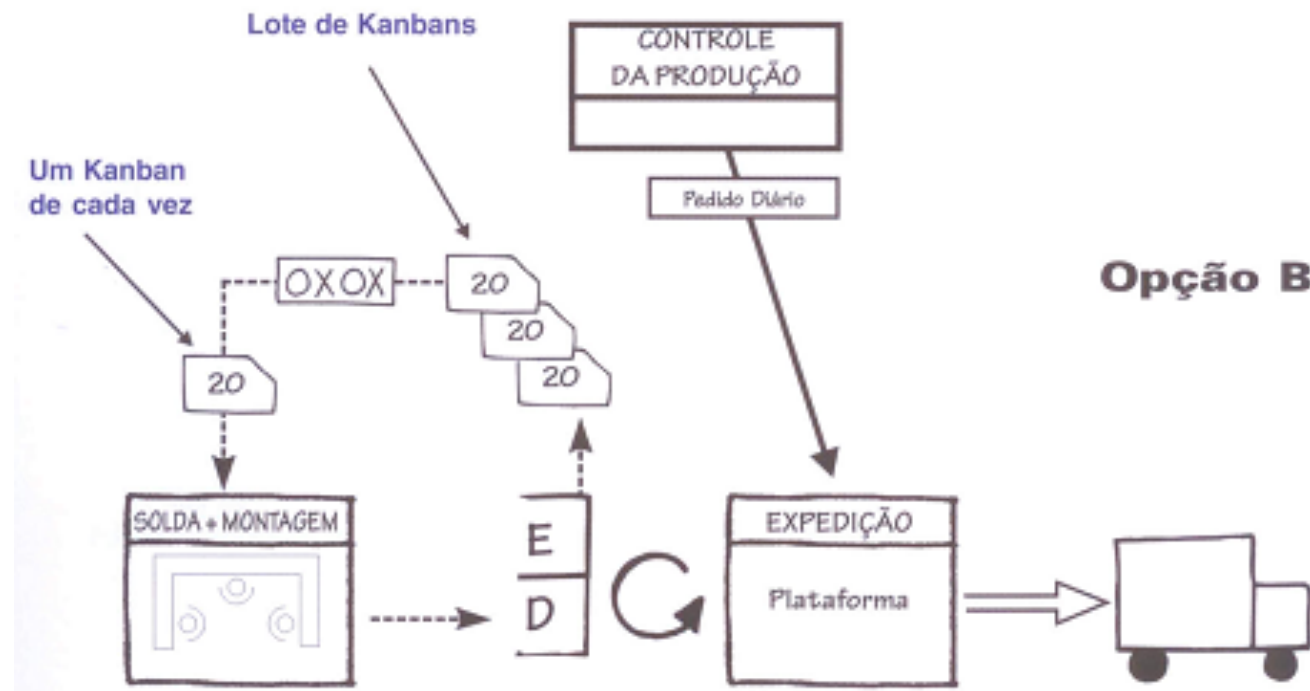 Lote de Kanbans
CONTROLE
DA PRODUÇÃO
Um Kanban
de cada vez
Pedido Diário
OXOX
20
20
20
20
Opção B
SOLDA + MONTAGEM
E
D
EXPEDIÇÃO
Plataforma